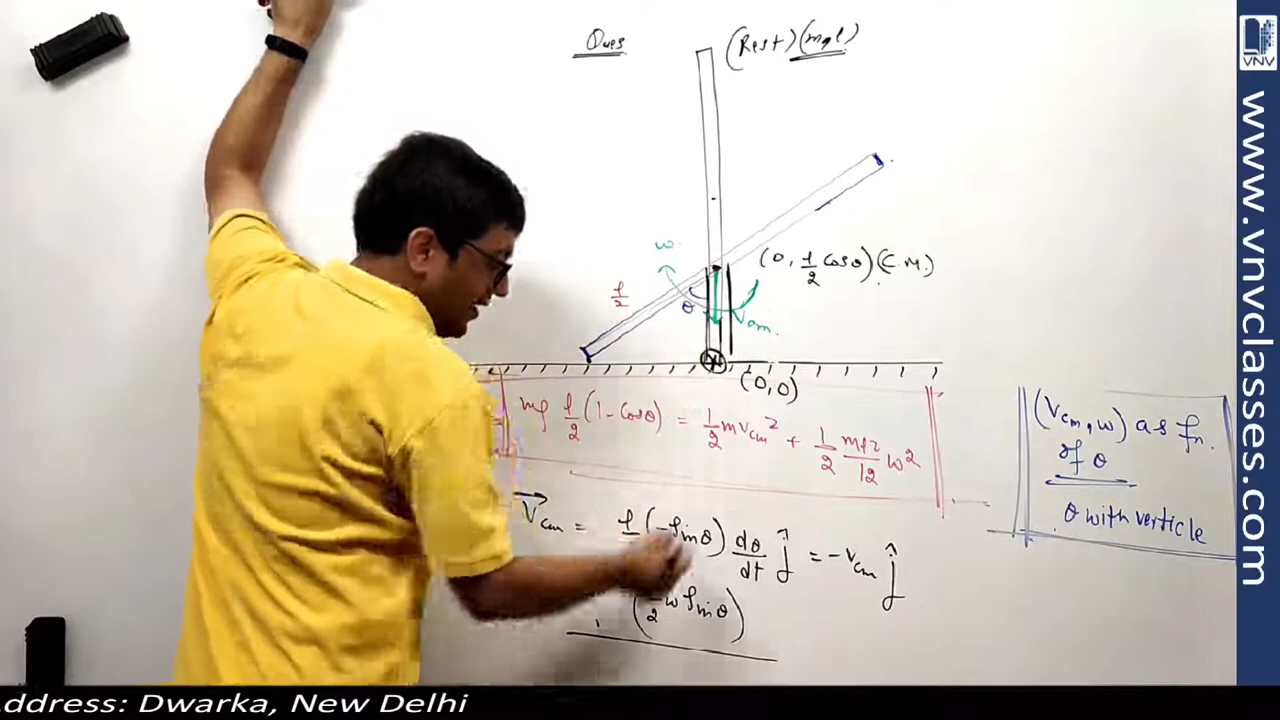 Ques
(Rest) (mgl)
ω
(0, l/2 Cosθ) (C.M.)
l/2
θ
Vcm
(0,0)
mg l/2 (1-Cosθ) = 1/2 m vcm² + 1/2 ml²/12 ω²
(Vcm, ω) as fn.
of θ
θ with verticle
Vcm = l/2 (-Sinθ) dθ/dt ĵ = -Vcm ĵ
( /2 ω Sinθ)
VNV
www.vnvclasses.com
ddress: Dwarka, New Delhi